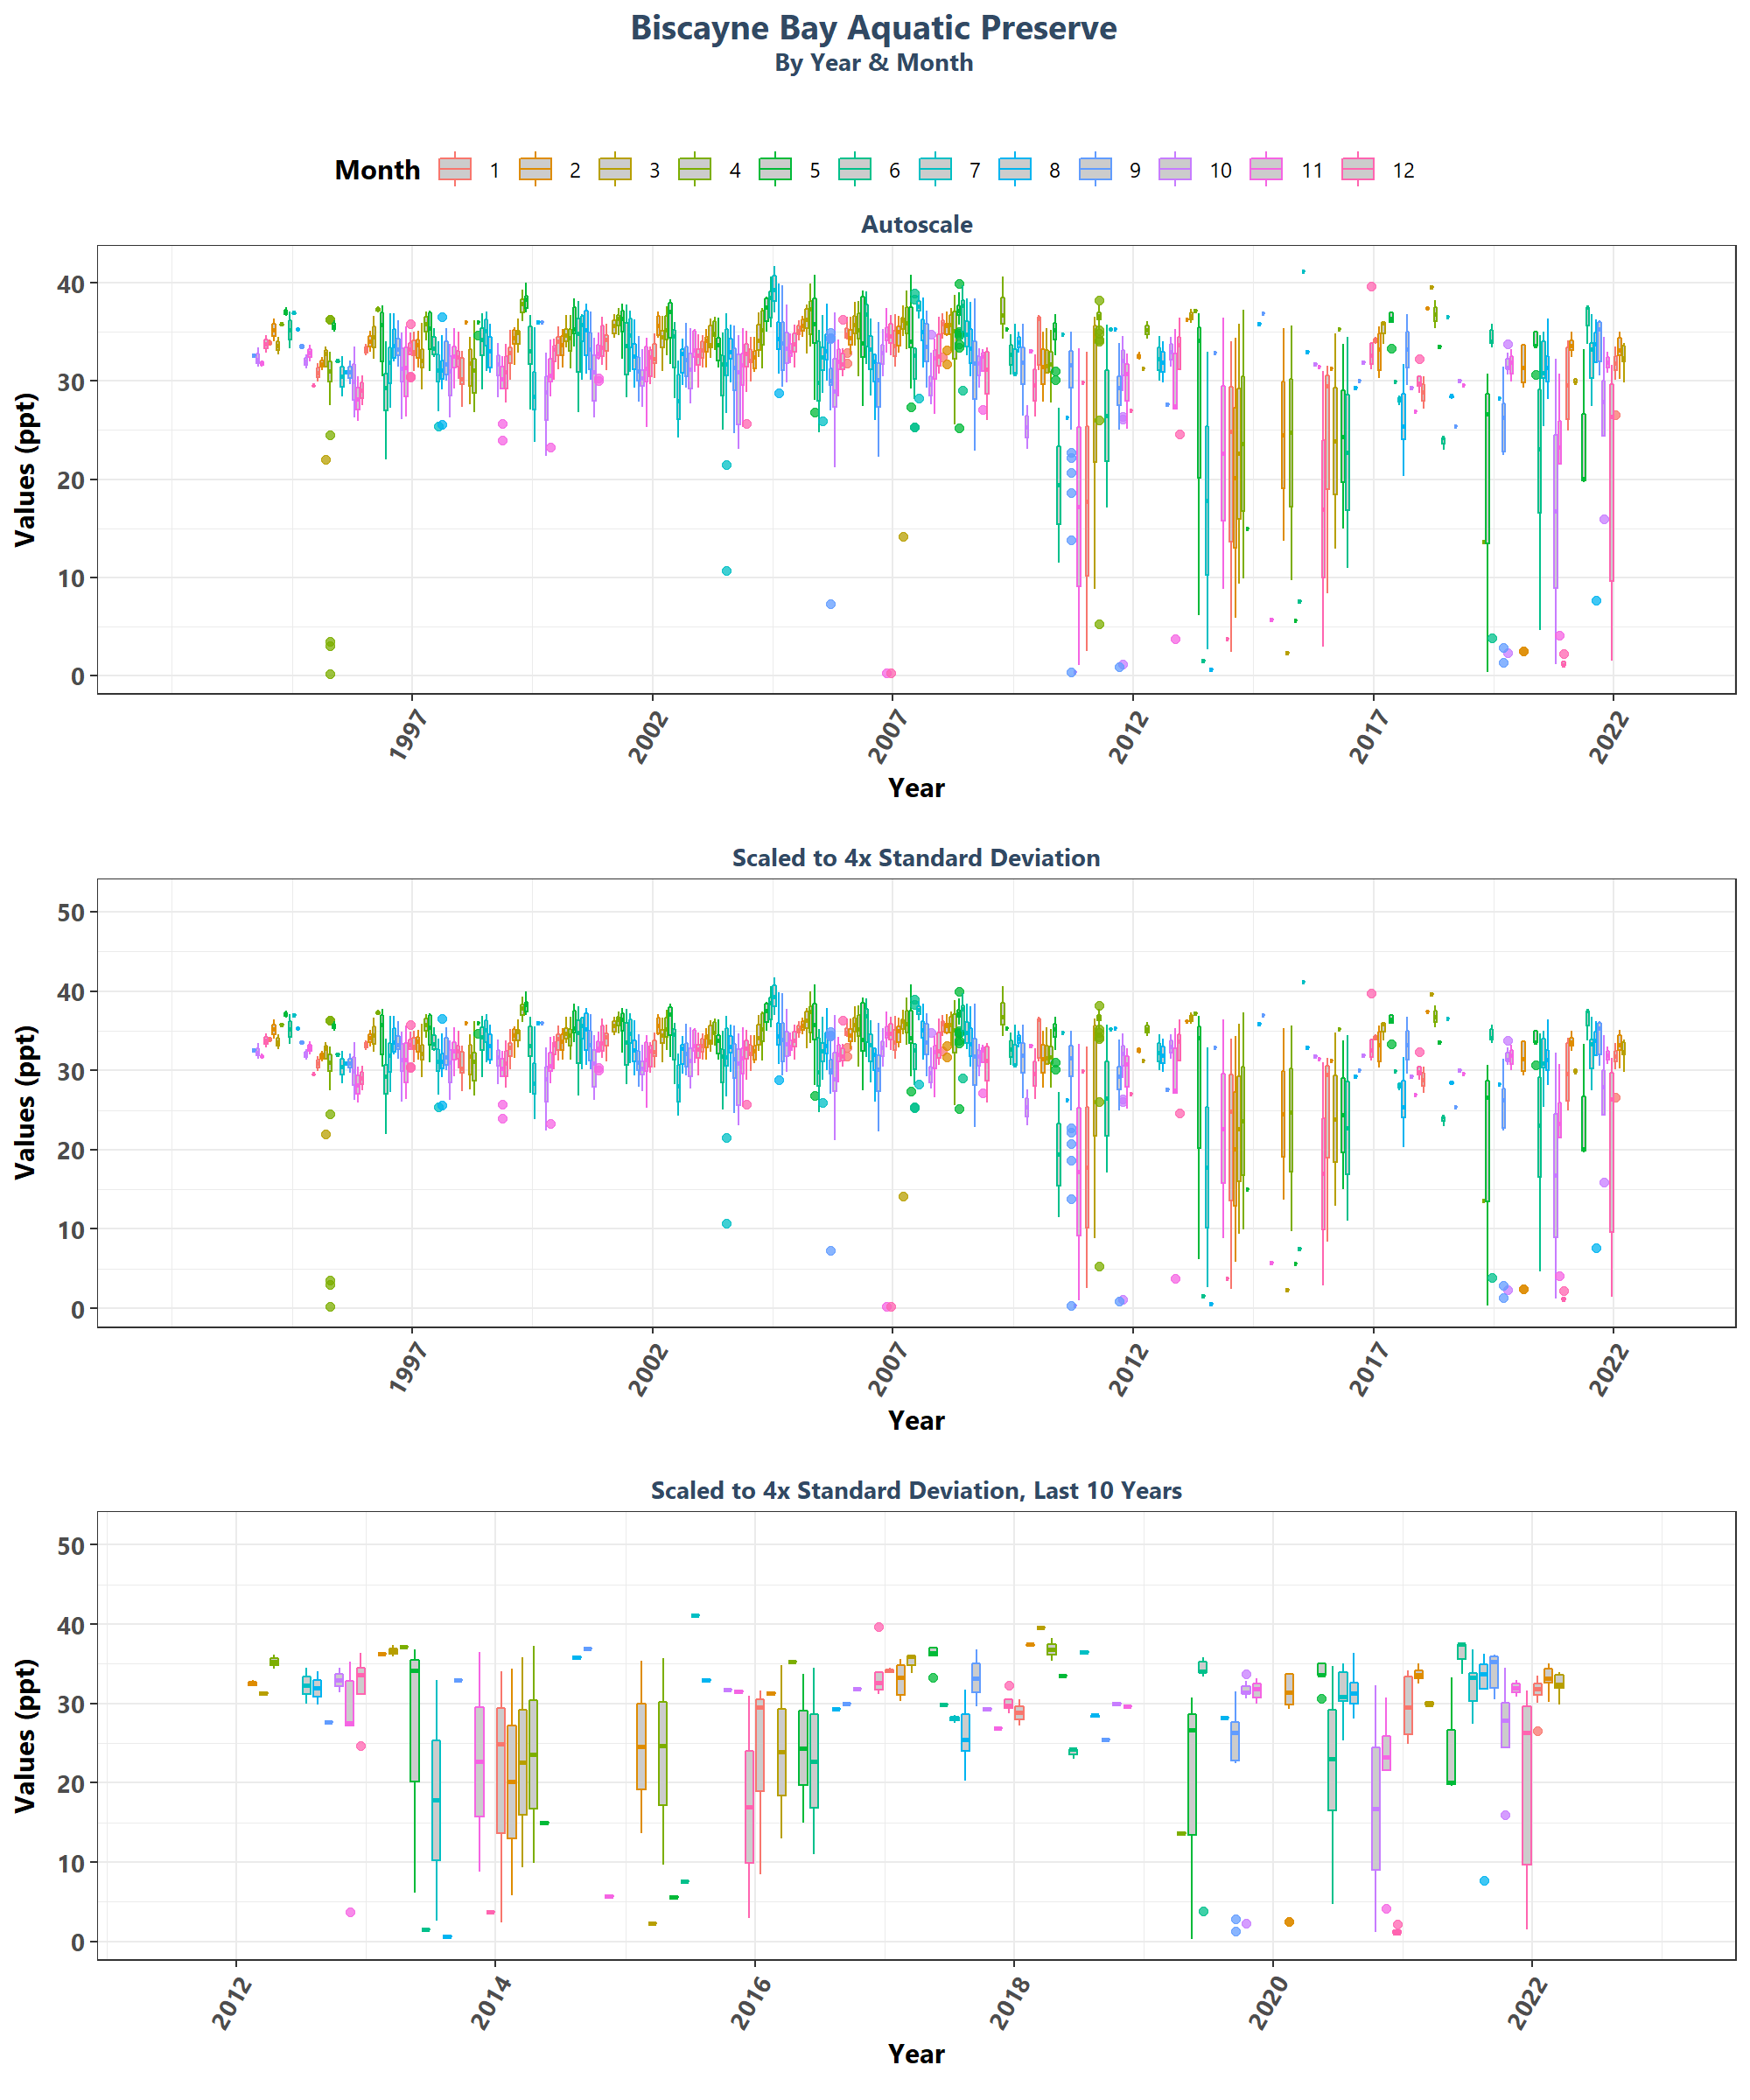 Biscayne Bay Aquatic Preserve
By Year & Month
Month 1 2 3 4 5 6 7 8 9 10 11 12
Autoscale
Values (ppt)
40
30
20
10
0
1997 2002 2007 2012 2017 2022
Year
Scaled to 4x Standard Deviation
Values (ppt)
50
40
30
20
10
0
1997 2002 2007 2012 2017 2022
Year
Scaled to 4x Standard Deviation, Last 10 Years
Values (ppt)
50
40
30
20
10
0
2012 2014 2016 2018 2020 2022
Year